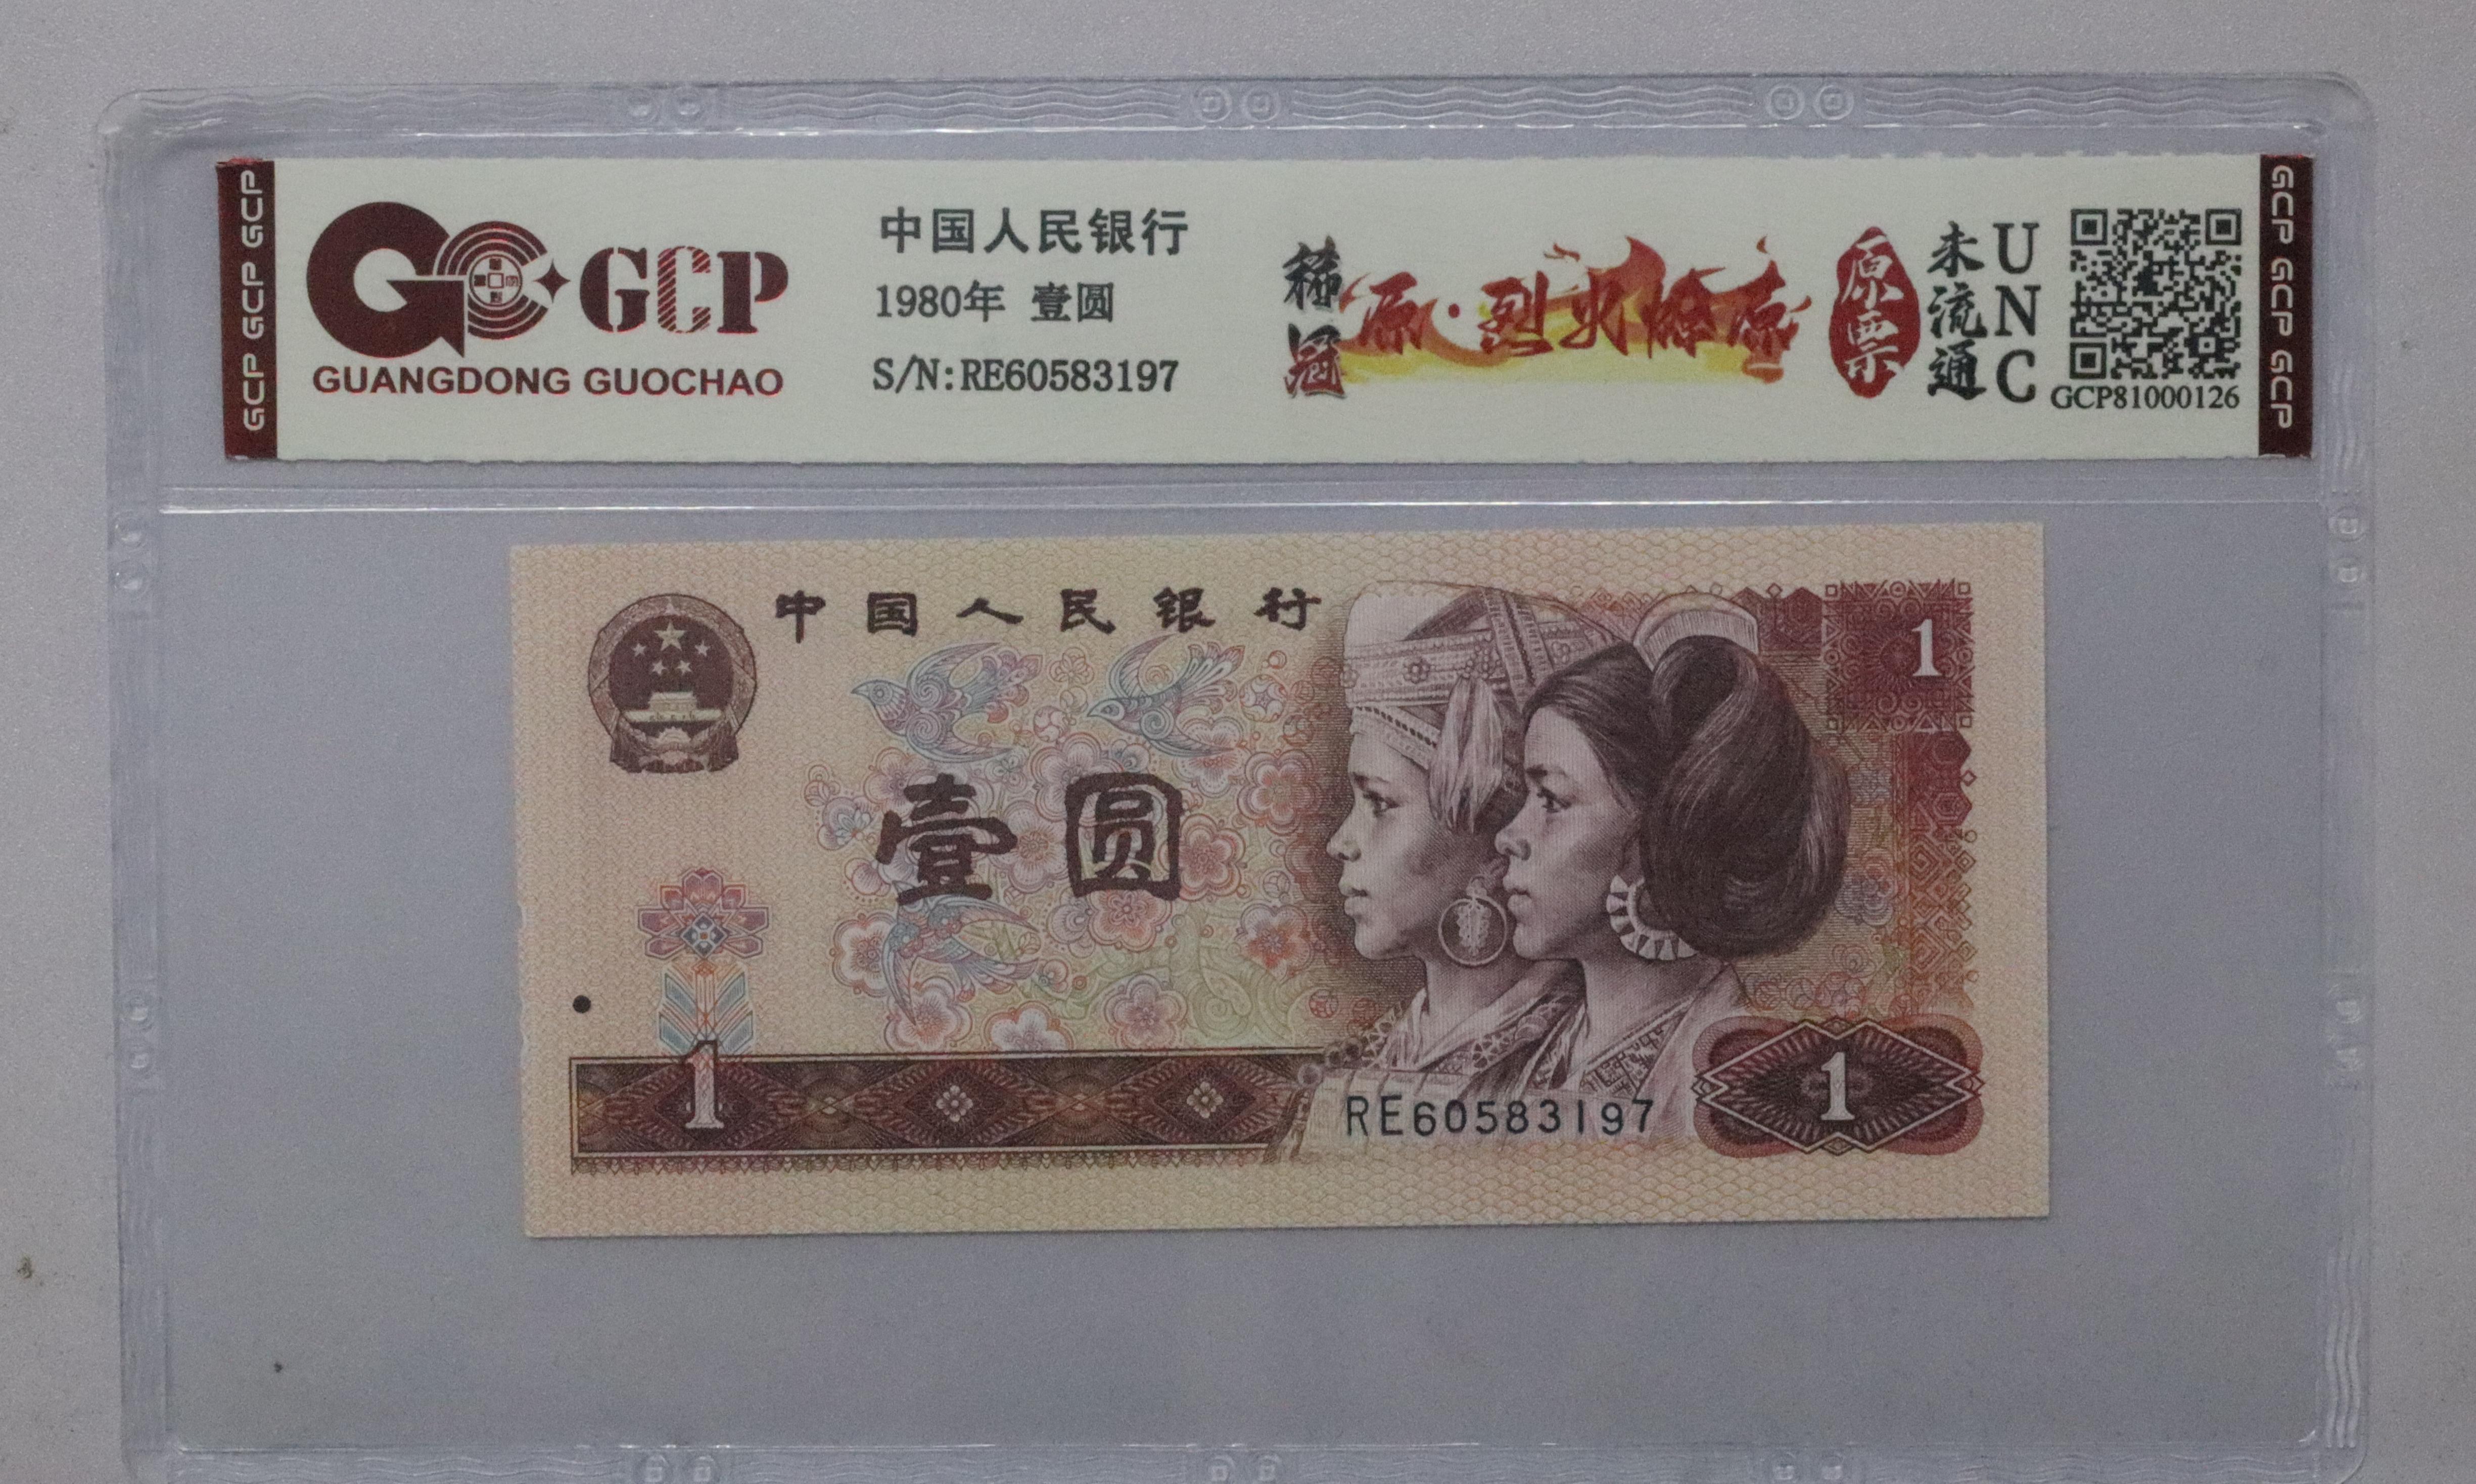 GCP GCP GCP
GCP
GUANGDONG GUOCHAO
中国人民银行
1980年 壹圆
S/N:RE60583197
稀冠
原·烈火燎原
原票
未流通
UNC
GCP81000126
GCP GCP GCP
中国人民银行
1
壹圆
1
RE60583197
1